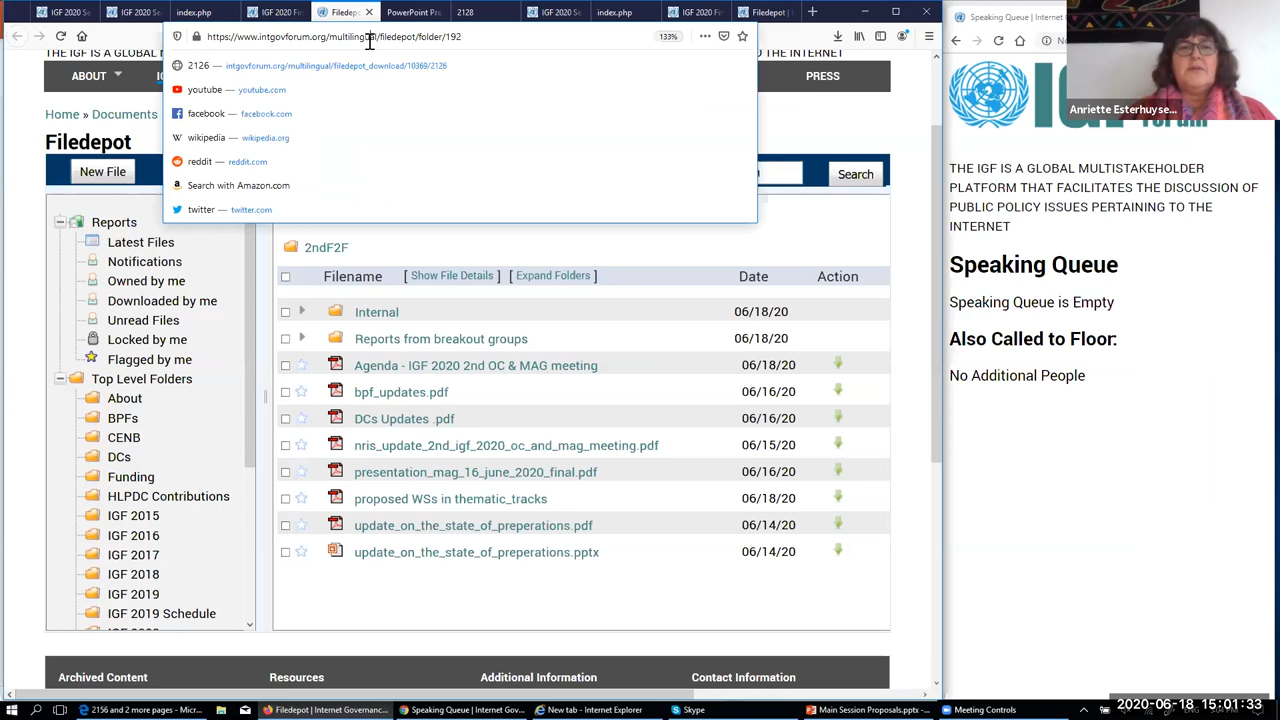 IGF 2020 Se
IGF 2020 Se
index.php
IGF 2020 Fin
Filedepo
PowerPoint Pre
2128
IGF 2020 Se
index.php
IGF 2020 Fin
Filedepot | I
Speaking Queue | Internet G
https://www.intgovforum.org/multilingual/filedepot/folder/192
133%
THE IGF IS A GLOBAL M
TO THE INTERNET
ABOUT
PRESS
2126 — intgovforum.org/multilingual/filedepot_download/10369/2126
youtube — youtube.com
facebook — facebook.com
wikipedia — wikipedia.org
reddit — reddit.com
Search with Amazon.com
twitter — twitter.com
Home » Documents
Filedepot
New File
Search
Reports
Latest Files
Notifications
Owned by me
Downloaded by me
Unread Files
Locked by me
Flagged by me
Top Level Folders
About
BPFs
CENB
DCs
Funding
HLPDC Contributions
IGF 2015
IGF 2016
IGF 2017
IGF 2018
IGF 2019
IGF 2019 Schedule
2ndF2F
Filename [ Show File Details ] [ Expand Folders ] Date Action
Internal 06/18/20
Reports from breakout groups 06/18/20
Agenda - IGF 2020 2nd OC & MAG meeting 06/18/20
bpf_updates.pdf 06/16/20
DCs Updates .pdf 06/16/20
nris_update_2nd_igf_2020_oc_and_mag_meeting.pdf 06/15/20
presentation_mag_16_june_2020_final.pdf 06/16/20
proposed WSs in thematic_tracks 06/18/20
update_on_the_state_of_preperations.pdf 06/14/20
update_on_the_state_of_preperations.pptx 06/14/20
Archived Content
Resources
Additional Information
Contact Information
Anriette Esterhuyse...
THE IGF IS A GLOBAL MULTISTAKEHOLDER
PLATFORM THAT FACILITATES THE DISCUSSION OF
PUBLIC POLICY ISSUES PERTAINING TO THE
INTERNET
Speaking Queue
Speaking Queue is Empty
Also Called to Floor:
No Additional People
2156 and 2 more pages - Micr...
Filedepot | Internet Governanc...
Speaking Queue | Internet Gov...
New tab - Internet Explorer
Skype
Main Session Proposals.pptx -...
Meeting Controls
2020-06-18 15:01:33